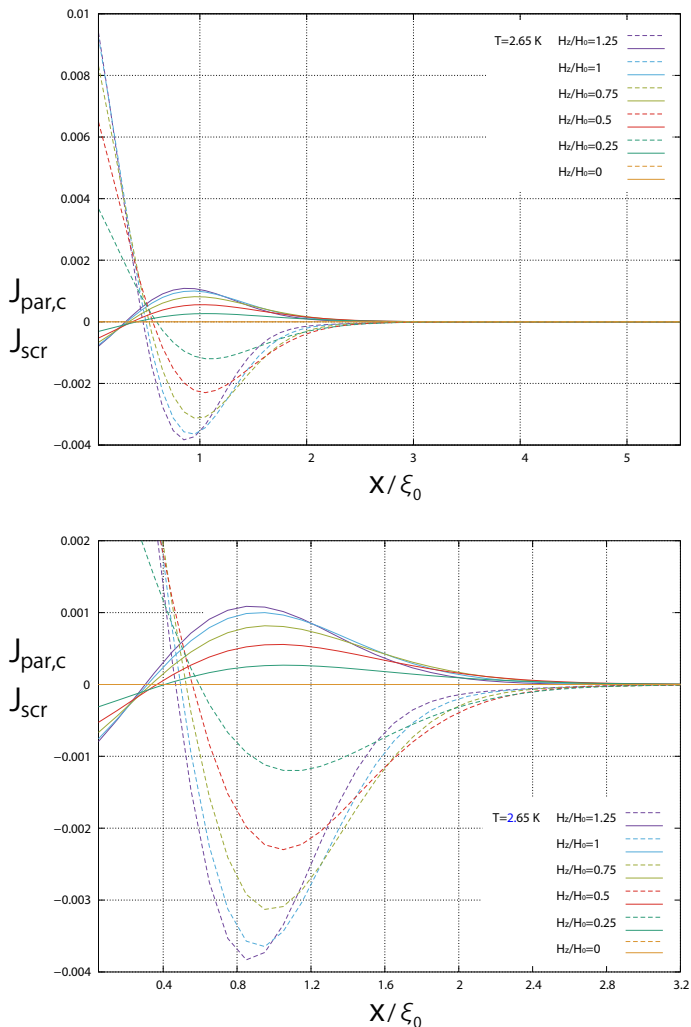 0.01
T=2.65 K Hz/H₀=1.25
Hz/H₀=1
0.008
Hz/H₀=0.75
Hz/H₀=0.5
0.006
Hz/H₀=0.25
Hz/H₀=0
0.004
0.002
Jpar,c
0
Jscr
−0.002
−0.004
1 2 3 4 5
X/ξ₀
0.002
0.001
Jpar,c
0
Jscr
−0.001
T=2.65 K Hz/H₀=1.25
−0.002
Hz/H₀=1
Hz/H₀=0.75
−0.003
Hz/H₀=0.5
Hz/H₀=0.25
Hz/H₀=0
−0.004
0.4 0.8 1.2 1.6 2 2.4 2.8 3.2
X/ξ₀